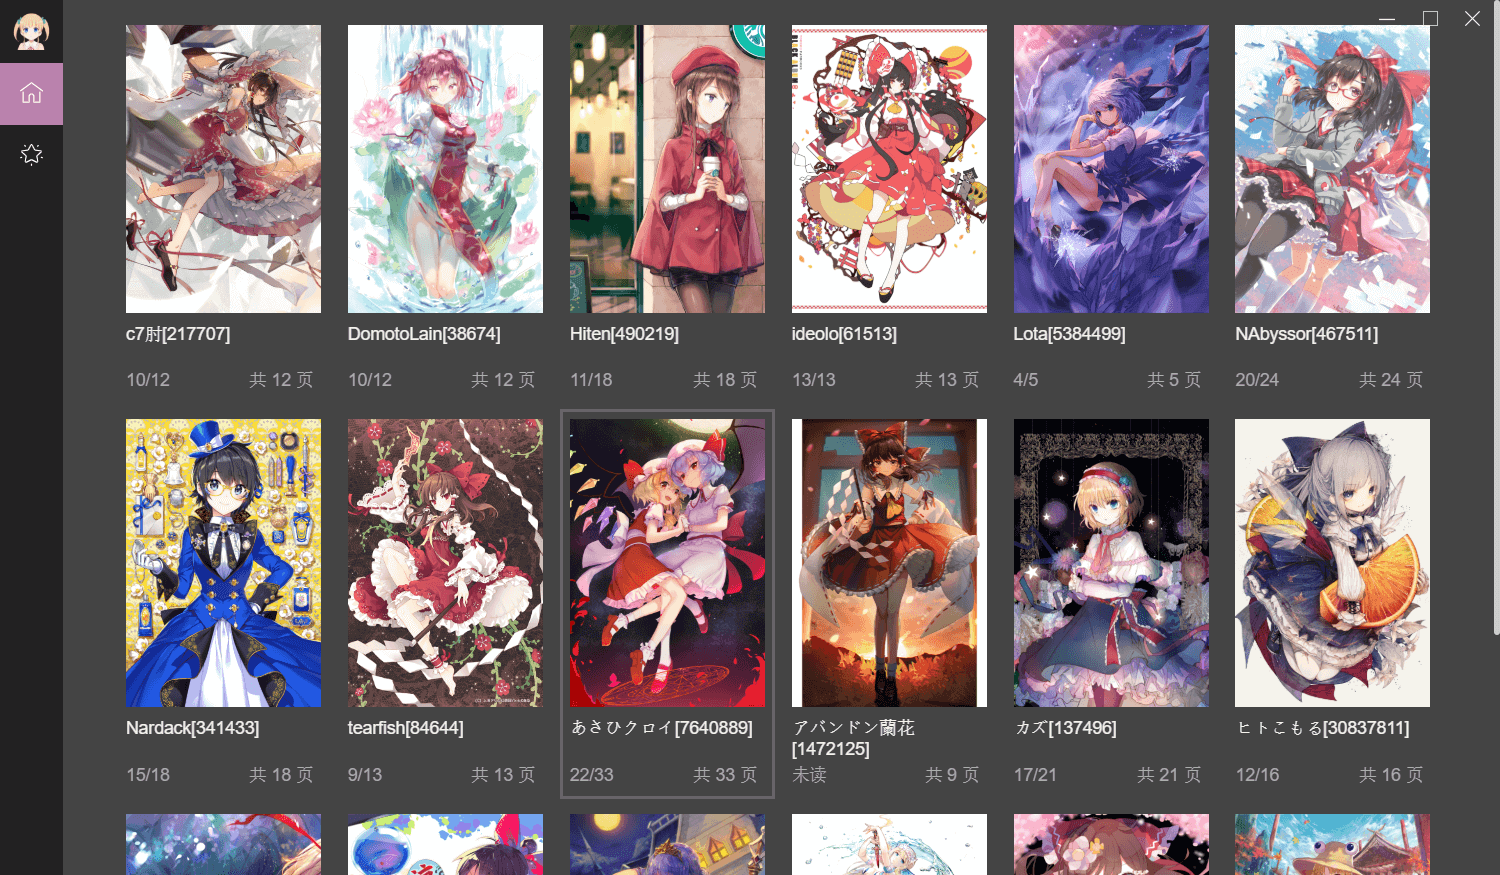 c7肘[217707]
DomotoLain[38674]
Hiten[490219]
ideolo[61513]
Lota[5384499]
NAbyssor[467511]
10/12
共 12 页
10/12
共 12 页
11/18
共 18 页
13/13
共 13 页
4/5
共 5 页
20/24
共 24 页
Nardack[341433]
tearfish[84644]
あさひクロイ[7640889]
アバンドン蘭花
[1472125]
カズ[137496]
ヒトこもる[30837811]
15/18
共 18 页
9/13
共 13 页
22/33
共 33 页
未读
共 9 页
17/21
共 21 页
12/16
共 16 页